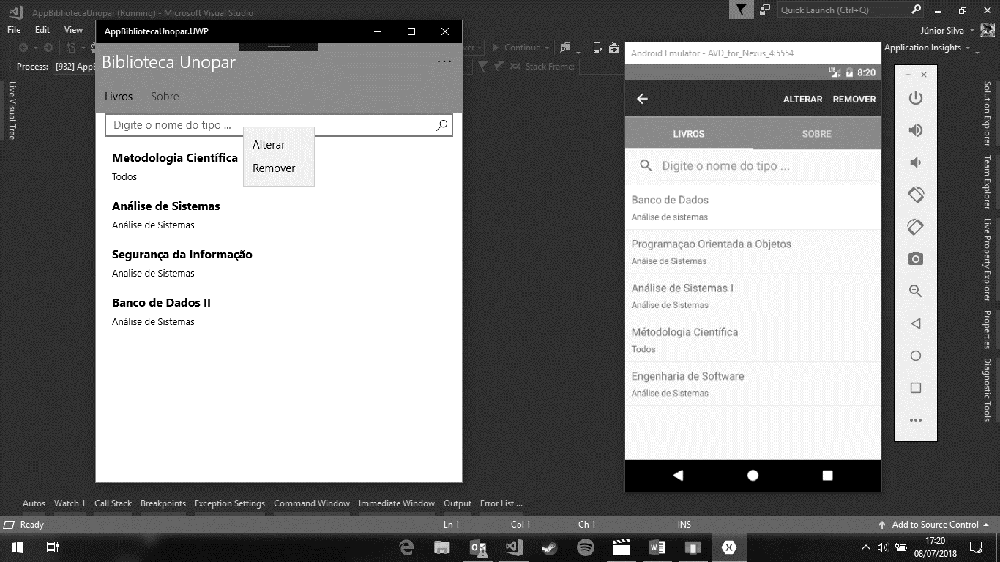 AppBibliotecaUnopar (Running) - Microsoft Visual Studio
Quick Launch (Ctrl+Q)
File Edit View
Júnior Silva
Continue
Application Insights
Process: [932] AppB
Stack Frame:
Live Visual Tree
AppBibliotecaUnopar.UWP
Biblioteca Unopar
...
Livros Sobre
Digite o nome do tipo ...
Alterar
Remover
Metodologia Científica
Todos
Análise de Sistemas
Análise de Sistemas
Segurança da Informação
Analise de Sistemas
Banco de Dados II
Análise de Sistemas
Android Emulator - AVD_for_Nexus_4:5554
LTE 8:20
ALTERAR REMOVER
LIVROS SOBRE
Digite o nome do tipo ...
Banco de Dados
Análise de sistemas
Programaçao Orientada a Objetos
Anáise de Sistemas
Análise de Sistemas I
Análise de Sistemas
Métodologia Científica
Todos
Engenharia de Software
Análise de Sistemas
Solution Explorer
Team Explorer
Live Property Explorer
Properties
Diagnostic Tools
Autos Watch 1 Call Stack Breakpoints Exception Settings Command Window Immediate Window Output Error List ...
Ready Ln 1 Col 1 Ch 1 INS Add to Source Control
17:20
08/07/2018